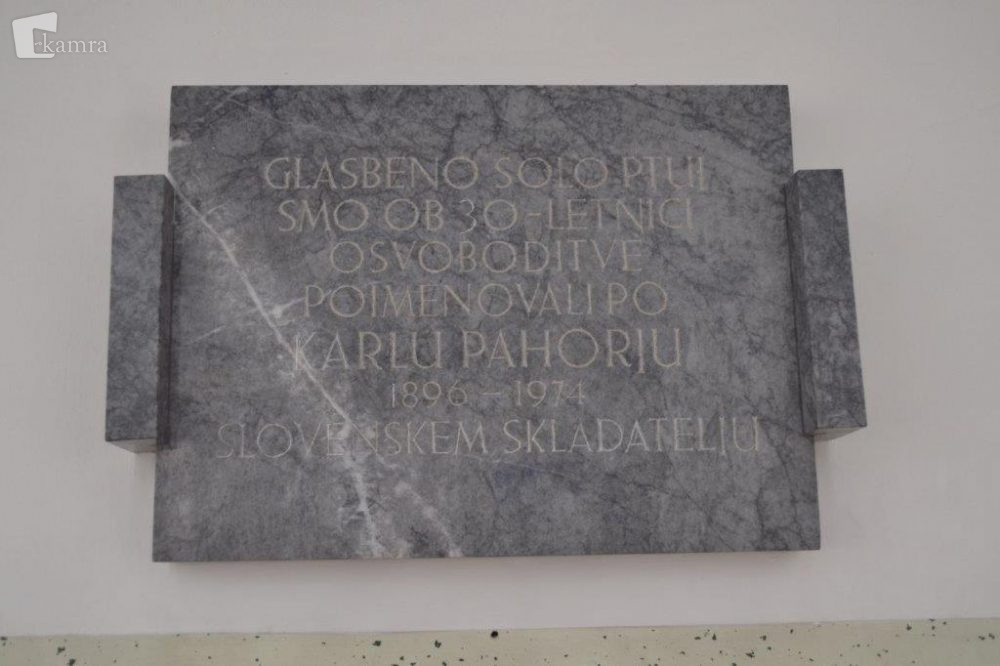 kamra
GLASBENO SOLO PTUJ
SMO OB 30-LETNICI
OSVOBODITVE
POIMENOVALI PO
KARLU PAHORJU
1896 - 1974
SLOVENSKEM SKLADATELJU